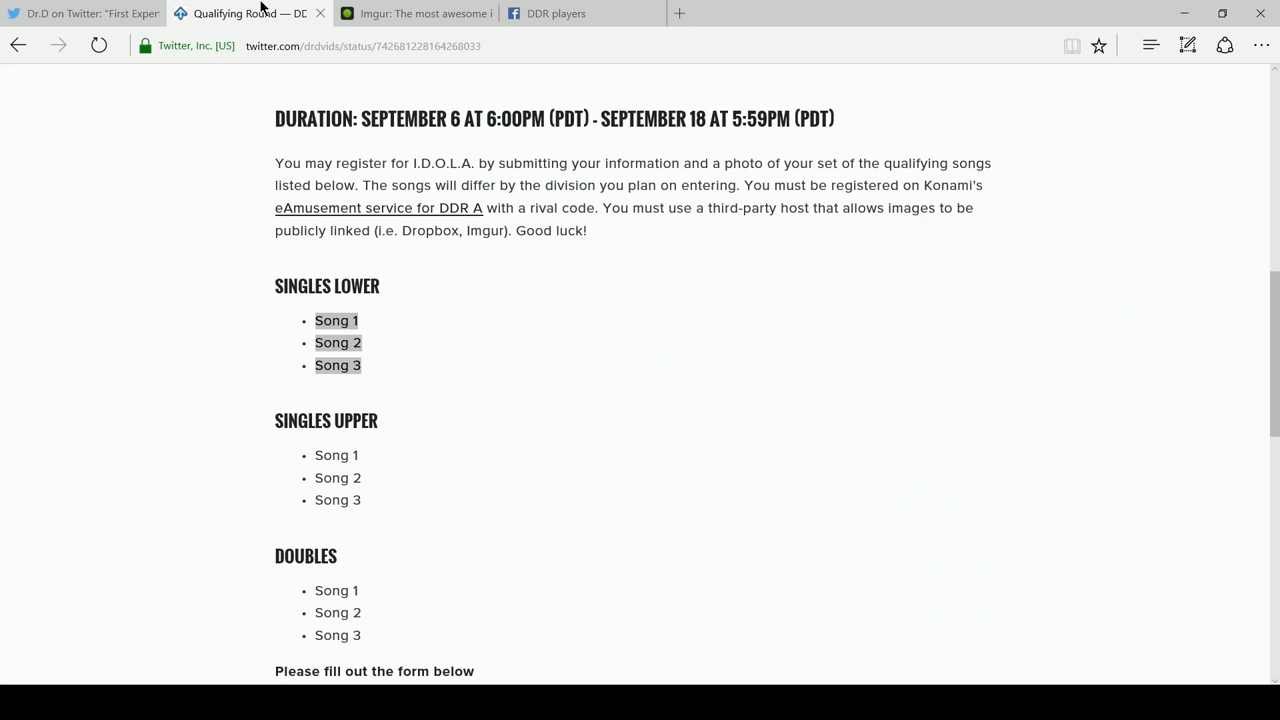 Dr.D on Twitter: "First Exper
Qualifying Round — DD
Imgur: The most awesome i
DDR players
Twitter, Inc. [US]
twitter.com/drdvids/status/742681228164268033
DURATION: SEPTEMBER 6 AT 6:00PM (PDT) - SEPTEMBER 18 AT 5:59PM (PDT)
You may register for I.D.O.L.A. by submitting your information and a photo of your set of the qualifying songs
listed below. The songs will differ by the division you plan on entering. You must be registered on Konami's
eAmusement service for DDR A with a rival code. You must use a third-party host that allows images to be
publicly linked (i.e. Dropbox, Imgur). Good luck!
SINGLES LOWER
• Song 1
• Song 2
• Song 3
SINGLES UPPER
• Song 1
• Song 2
• Song 3
DOUBLES
• Song 1
• Song 2
• Song 3
Please fill out the form below